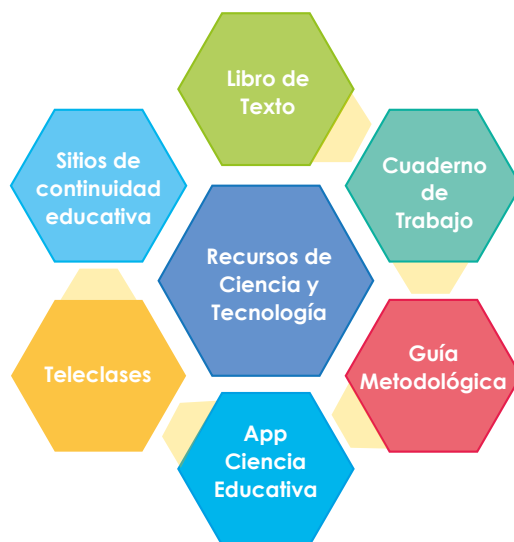 Libro de
Texto
Cuaderno
de
Trabajo
Guía
Metodológica
App
Ciencia
Educativa
Teleclases
Sitios de
continuidad
educativa
Recursos de
Ciencia y
Tecnología